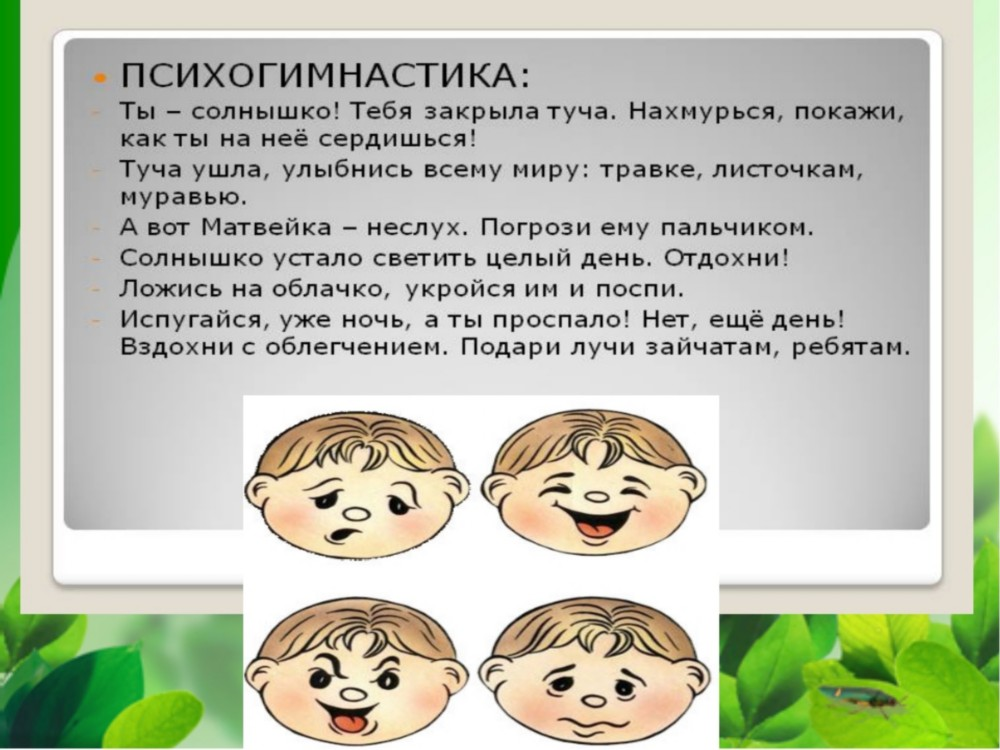 • ПСИХОГИМНАСТИКА:
- Ты – солнышко! Тебя закрыла туча. Нахмурься, покажи,
как ты на неё сердишься!
- Туча ушла, улыбнись всему миру: травке, листочкам,
муравью.
- А вот Матвейка – неслух. Погрози ему пальчиком.
- Солнышко устало светить целый день. Отдохни!
- Ложись на облачко, укройся им и поспи.
- Испугайся, уже ночь, а ты проспало! Нет, ещё день!
Вздохни с облегчением. Подари лучи зайчатам, ребятам.